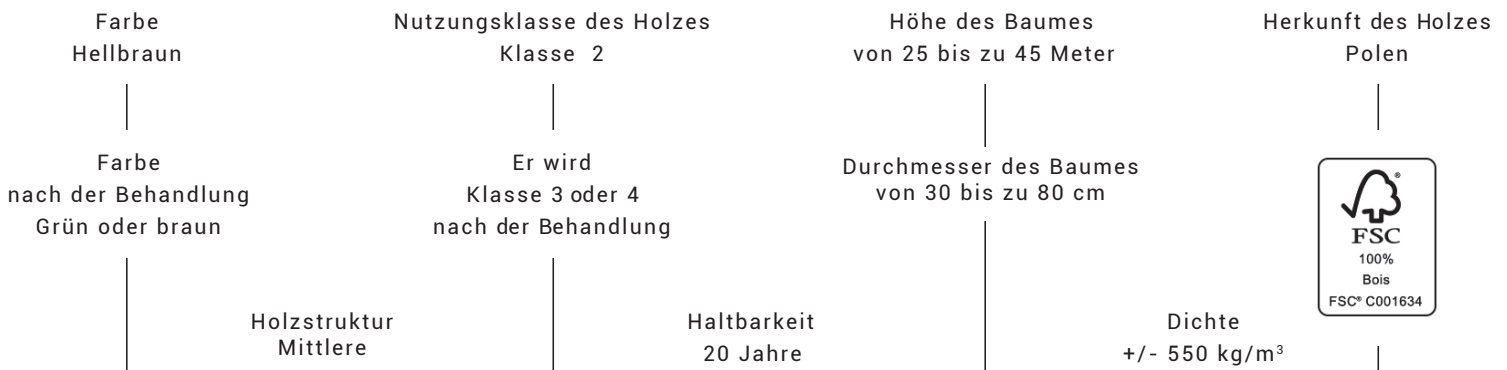 Farbe
Hellbraun
Nutzungsklasse des Holzes
Klasse 2
Höhe des Baumes
von 25 bis zu 45 Meter
Herkunft des Holzes
Polen
Farbe
nach der Behandlung
Grün oder braun
Er wird
Klasse 3 oder 4
nach der Behandlung
Durchmesser des Baumes
von 30 bis zu 80 cm
FSC
100%
Bois
FSC® C001634
Holzstruktur
Mittlere
Haltbarkeit
20 Jahre
Dichte
+/- 550 kg/m³